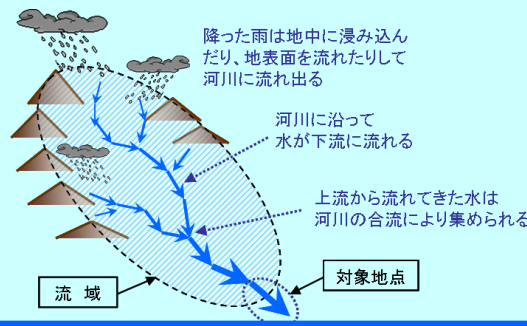 降った雨は地中に浸み込ん
だり、地表面を流れたりして
河川に流れ出る
河川に沿って
水が下流に流れる
上流から流れてきた水は
河川の合流により集められる
対象地点
流 域